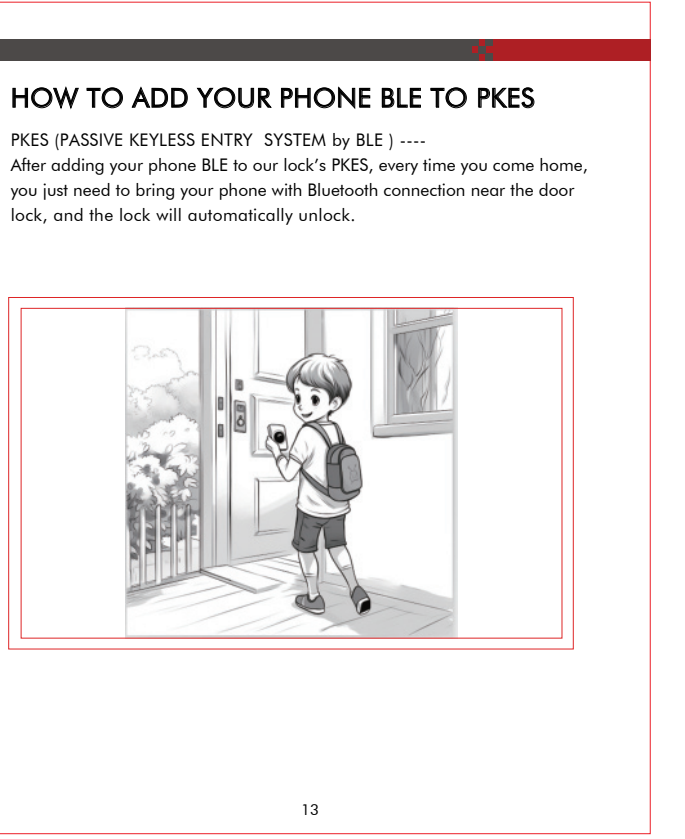 HOW TO ADD YOUR PHONE BLE TO PKES
PKES (PASSIVE KEYLESS ENTRY  SYSTEM by BLE ) ----
After adding your phone BLE to our lock's PKES, every time you come home,
you just need to bring your phone with Bluetooth connection near the door
lock, and the lock will automatically unlock.
13